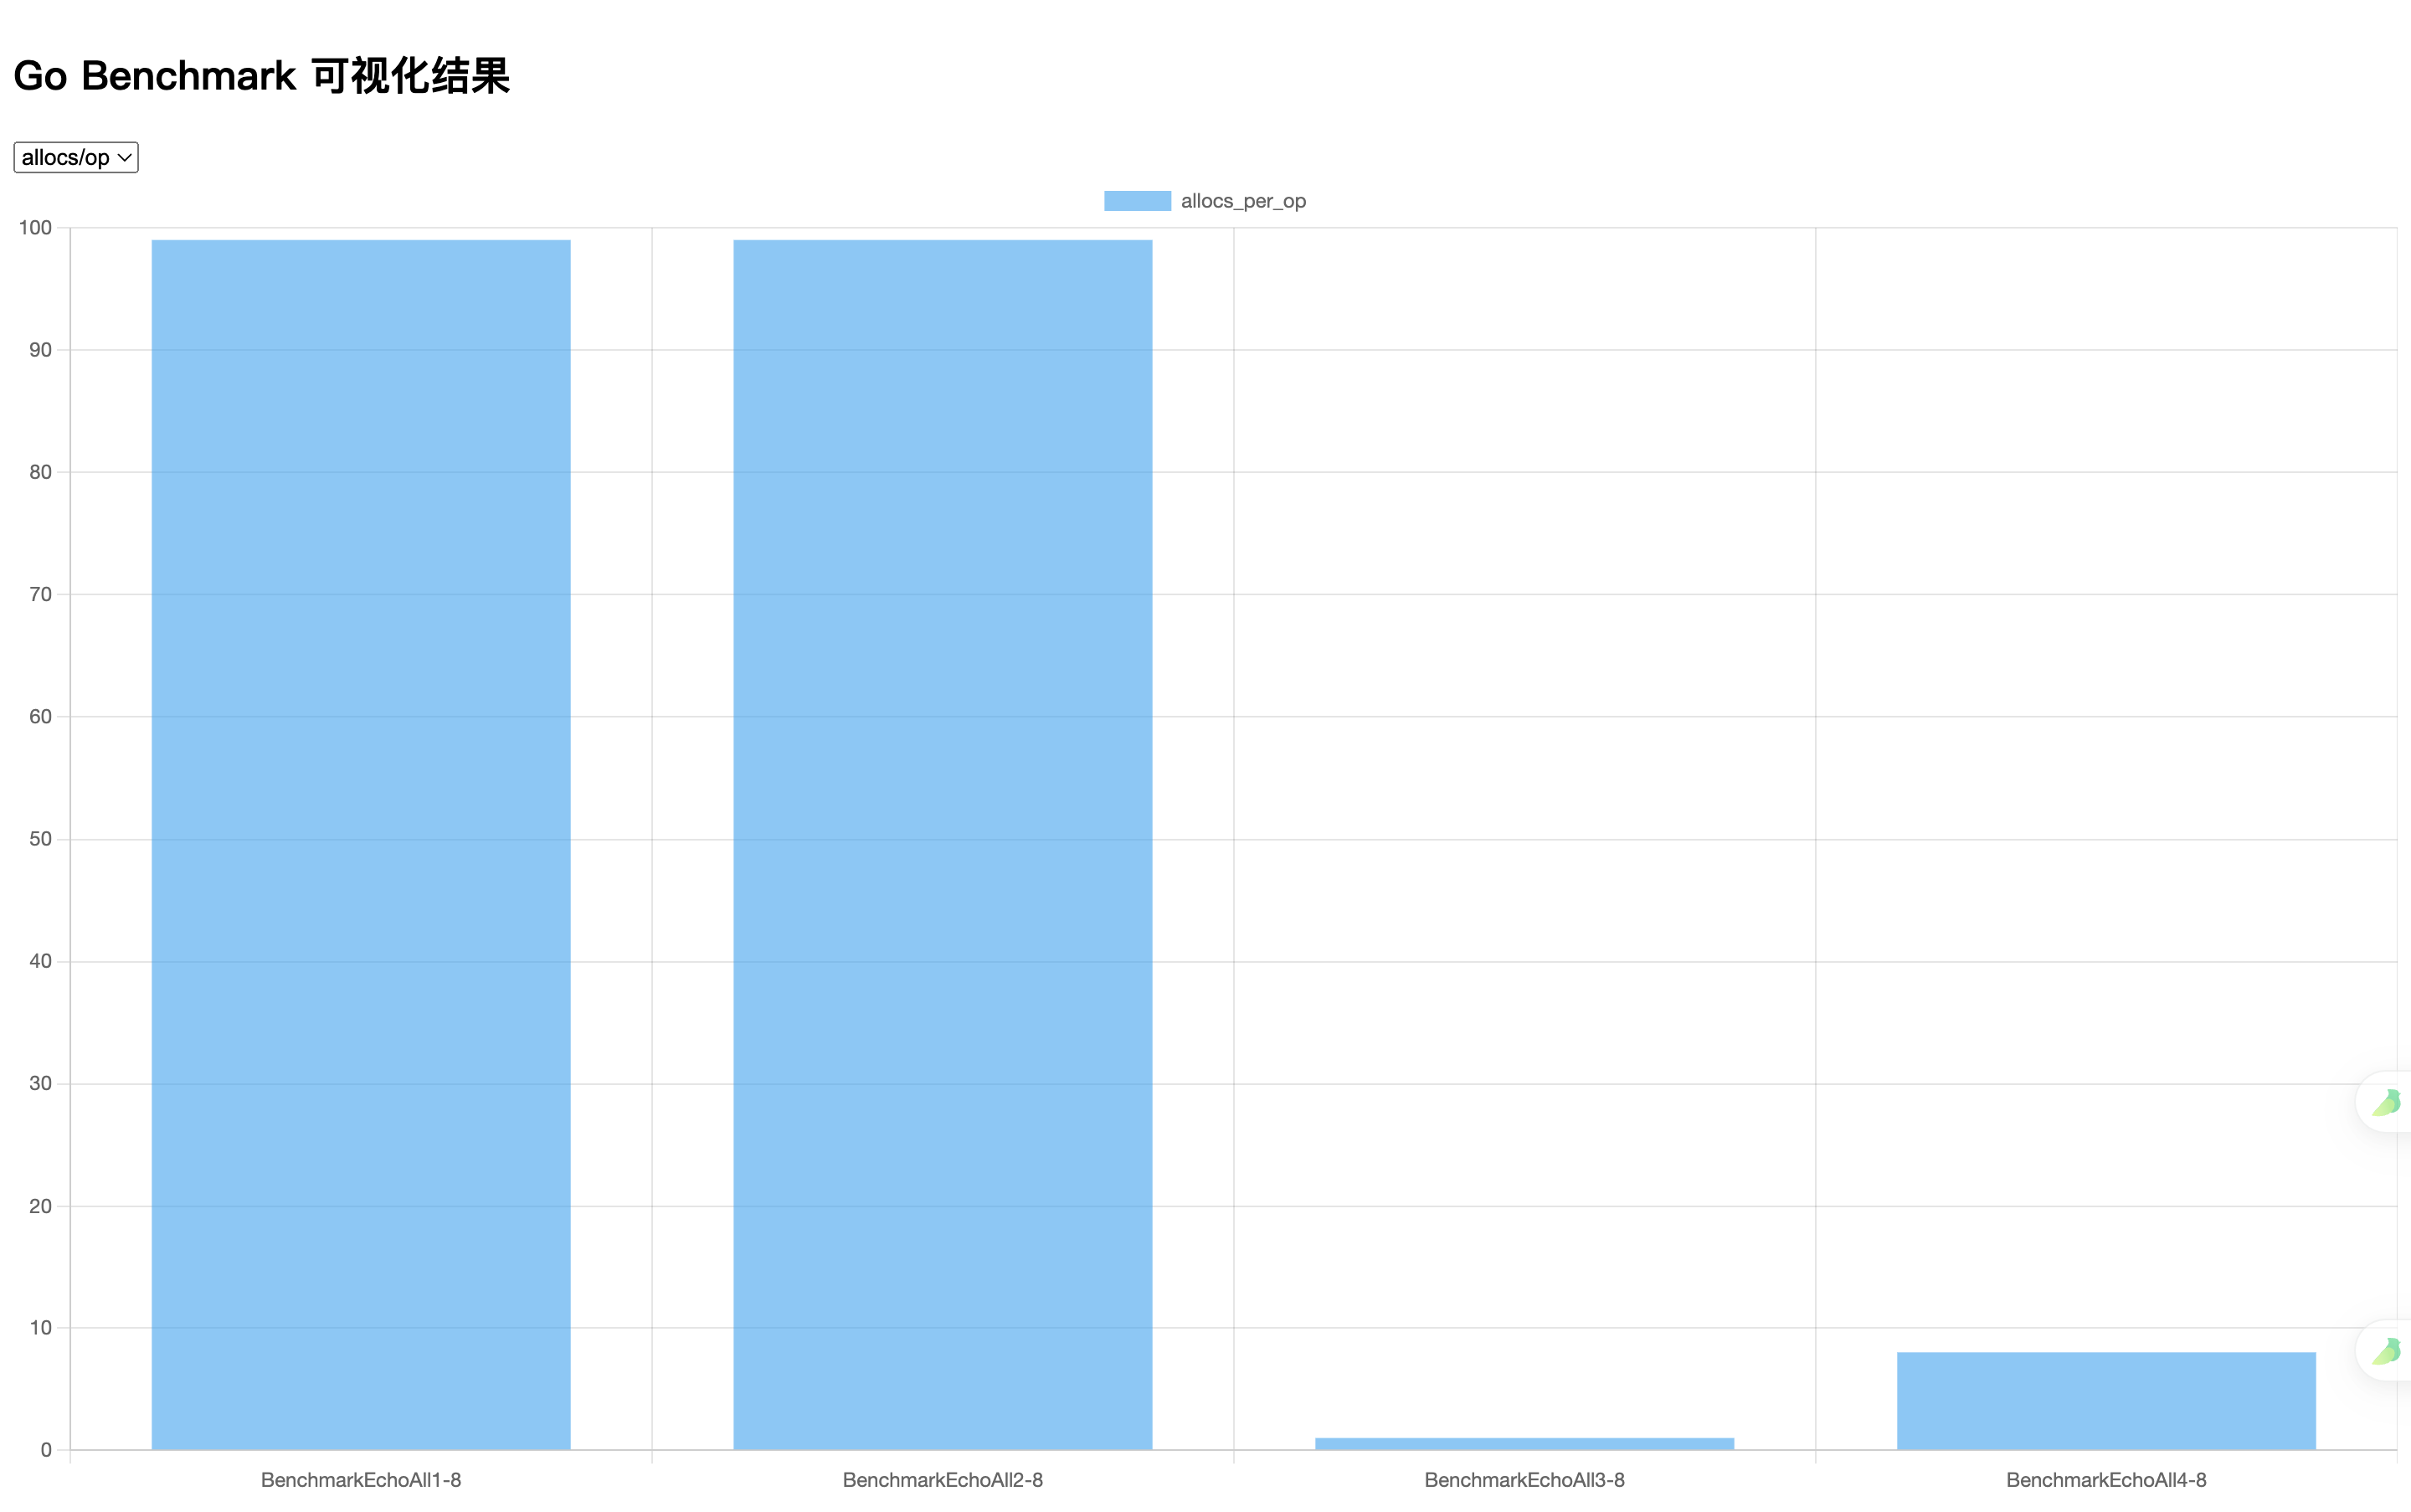 Go Benchmark 可视化结果
allocs/op
allocs_per_op
100
90
80
70
60
50
40
30
20
10
0
BenchmarkEchoAll1-8 BenchmarkEchoAll2-8 BenchmarkEchoAll3-8 BenchmarkEchoAll4-8